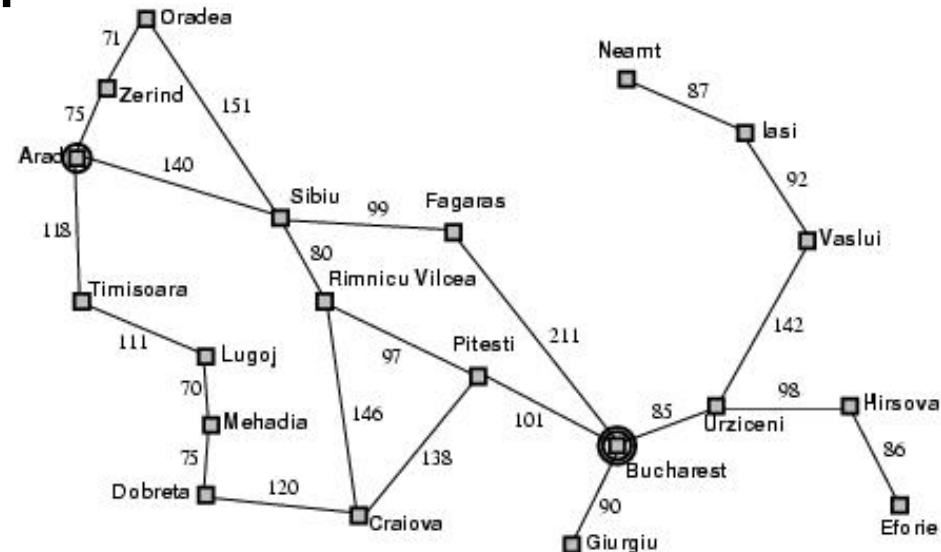 Oradea
71
Neamt
Zerind
87
75
151
Iasi
Arad
140
92
Sibiu
Fagaras
99
118
80
Vaslui
Timisoara
Rimnicu Vilcea
111
142
211
Lugoj
97
Pitesti
70
98
Hirsova
146
101
85
Urziceni
Mehadia
138
86
75
Bucharest
Dobreta
120
90
Craiova
Eforie
Giurgiu